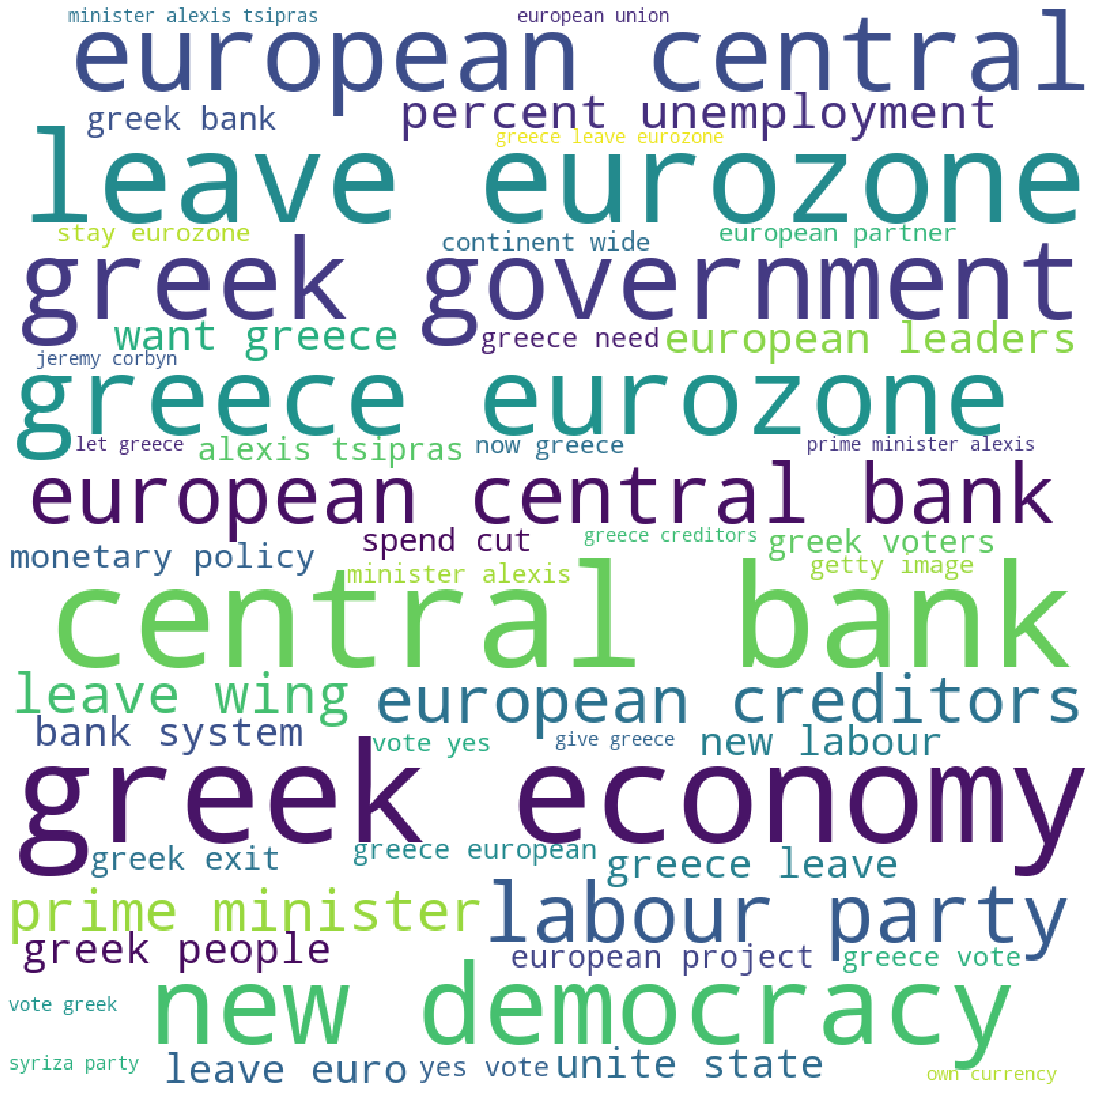 minister alexis tsipras
european union
european central
greek bank
percent unemployment
greece leave eurozone
leave eurozone
stay eurozone
continent wide
european partner
greek government
want greece
greece need
european leaders
jeremy corbyn
greece eurozone
let greece
alexis tsipras
now greece
prime minister alexis
european central bank
monetary policy
spend cut
greece creditors
greek voters
minister alexis
getty image
central bank
leave wing
european creditors
bank system
vote yes
give greece
new labour
greek economy
greek exit
greece european
greece leave
prime minister
labour party
greek people
european project
greece vote
vote greek
new democracy
syriza party
leave euro
yes vote
unite state
own currency